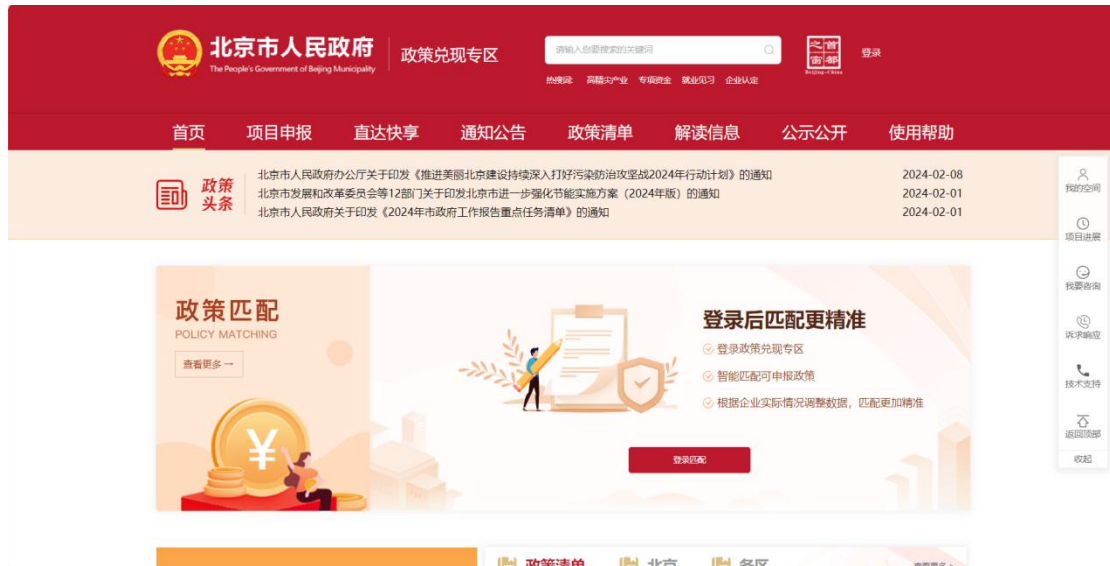 北京市人民政府
The People's Government of Beijing Municipality
政策兑现专区
请输入您要搜索的关键词
热搜词: 高精尖产业 专项资金 就业见习 企业认定
首都之窗
Beijing-China
登录
首页 项目申报 直达快享 通知公告 政策清单 解读信息 公示公开 使用帮助
政策头条
北京市人民政府办公厅关于印发《推进美丽北京建设持续深入打好污染防治攻坚战2024年行动计划》的通知 2024-02-08
北京市发展和改革委员会等12部门关于印发北京市进一步强化节能实施方案（2024年版）的通知 2024-02-01
北京市人民政府关于印发《2024年市政府工作报告重点任务清单》的通知 2024-02-01
我的空间
项目进展
我要咨询
诉求响应
技术支持
返回顶部
收起
政策匹配
POLICY MATCHING
查看更多→
登录后匹配更精准
登录政策兑现专区
智能匹配可申报政策
根据企业实际情况调整数据，匹配更加精准
登录匹配
政策清单 北京 各区